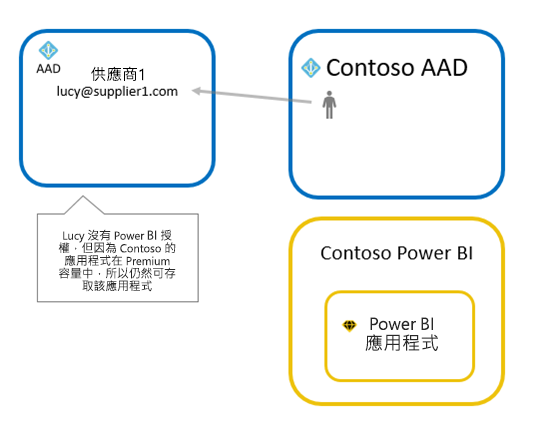 AAD
供應商1
lucy@supplier1.com
Contoso AAD
Lucy 沒有 Power BI 授
權，但因為 Contoso 的
應用程式在 Premium
容量中，所以仍然可存
取該應用程式
Contoso Power BI
Power BI
應用程式